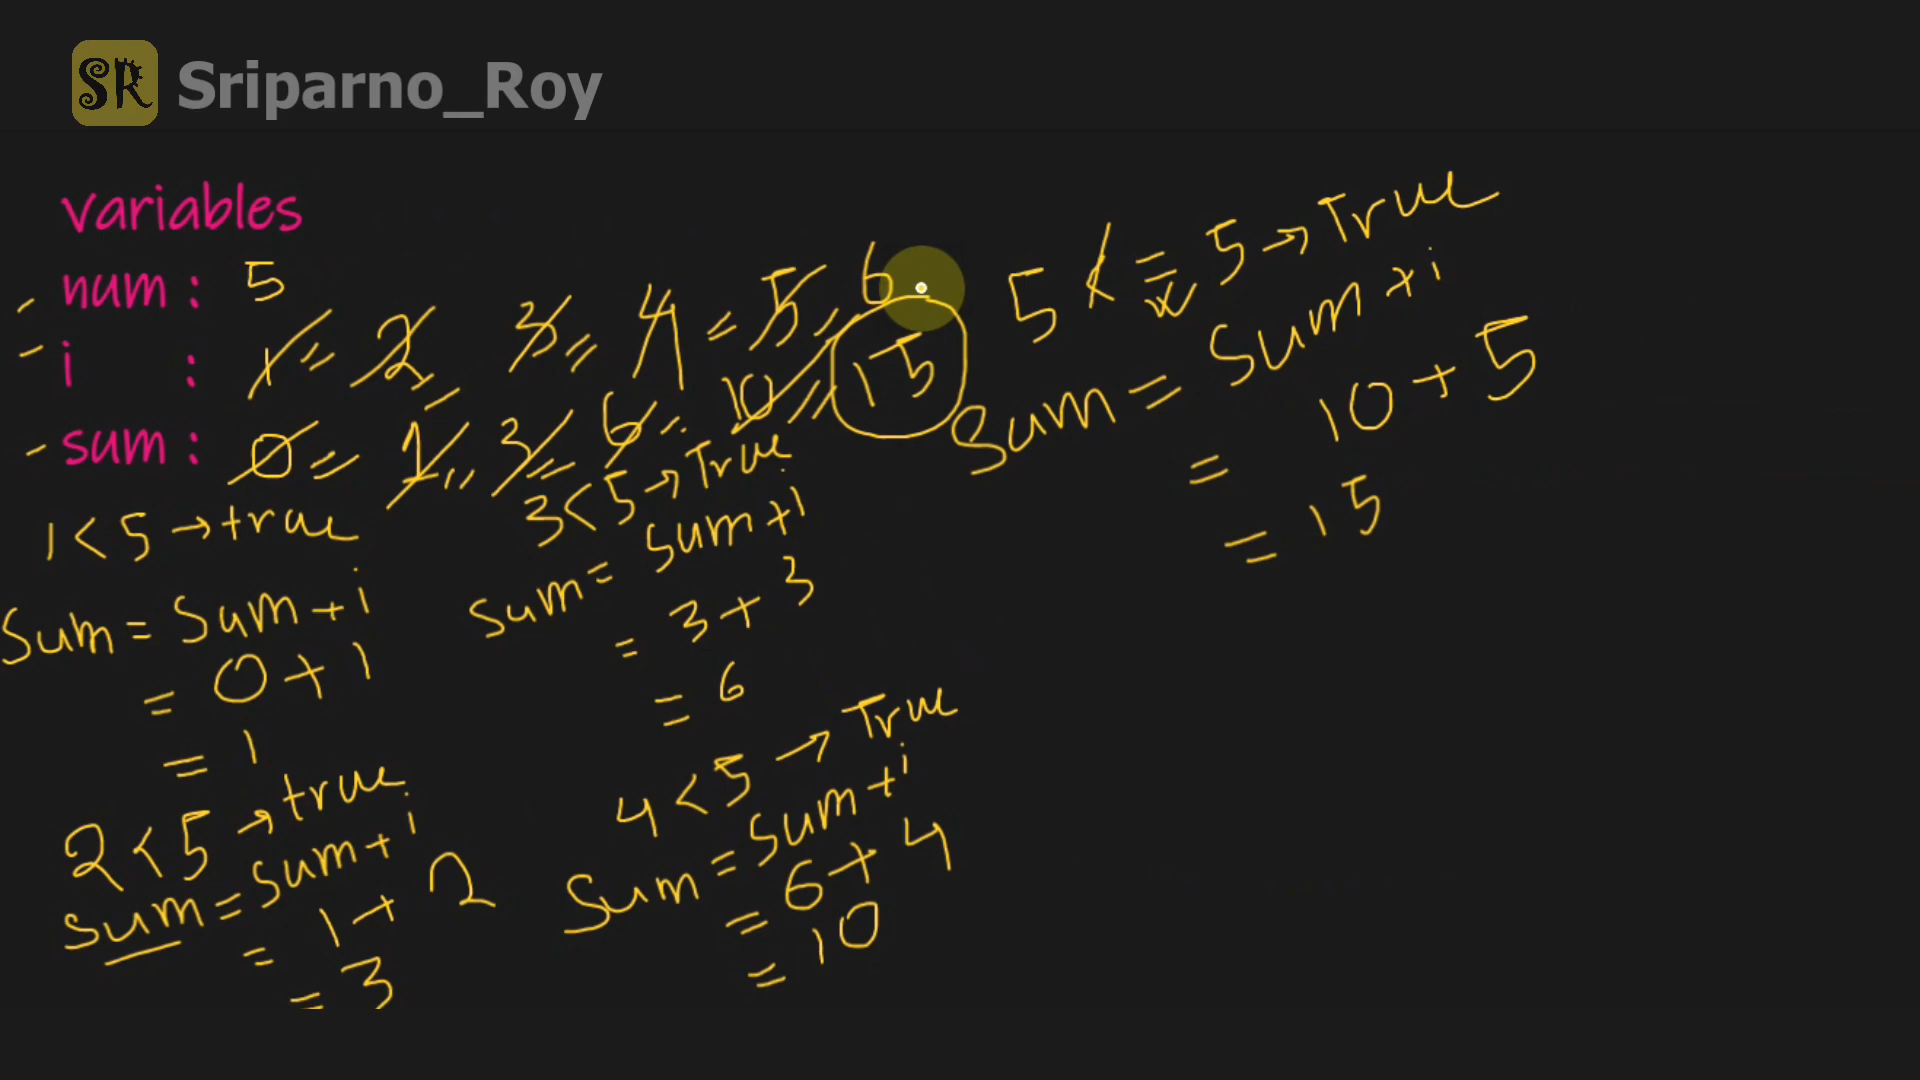 SR Sriparno_Roy
variables
- num : 5
- i : 1 = 2 = 3 = 4 = 5 = 6
- sum : 0 = 1 = 3 = 6 = 10 = 15
1 < 5 → true
Sum = Sum + i
= 0 + 1
= 1
2 < 5 → true
Sum = Sum + i
= 1 + 2
= 3
3 < 5 → True
Sum = Sum + i
= 3 + 3
= 6
4 < 5 → True
Sum = Sum + i
= 6 + 4
= 10
5 <= 5 → True
Sum = Sum + i
= 10 + 5
= 15